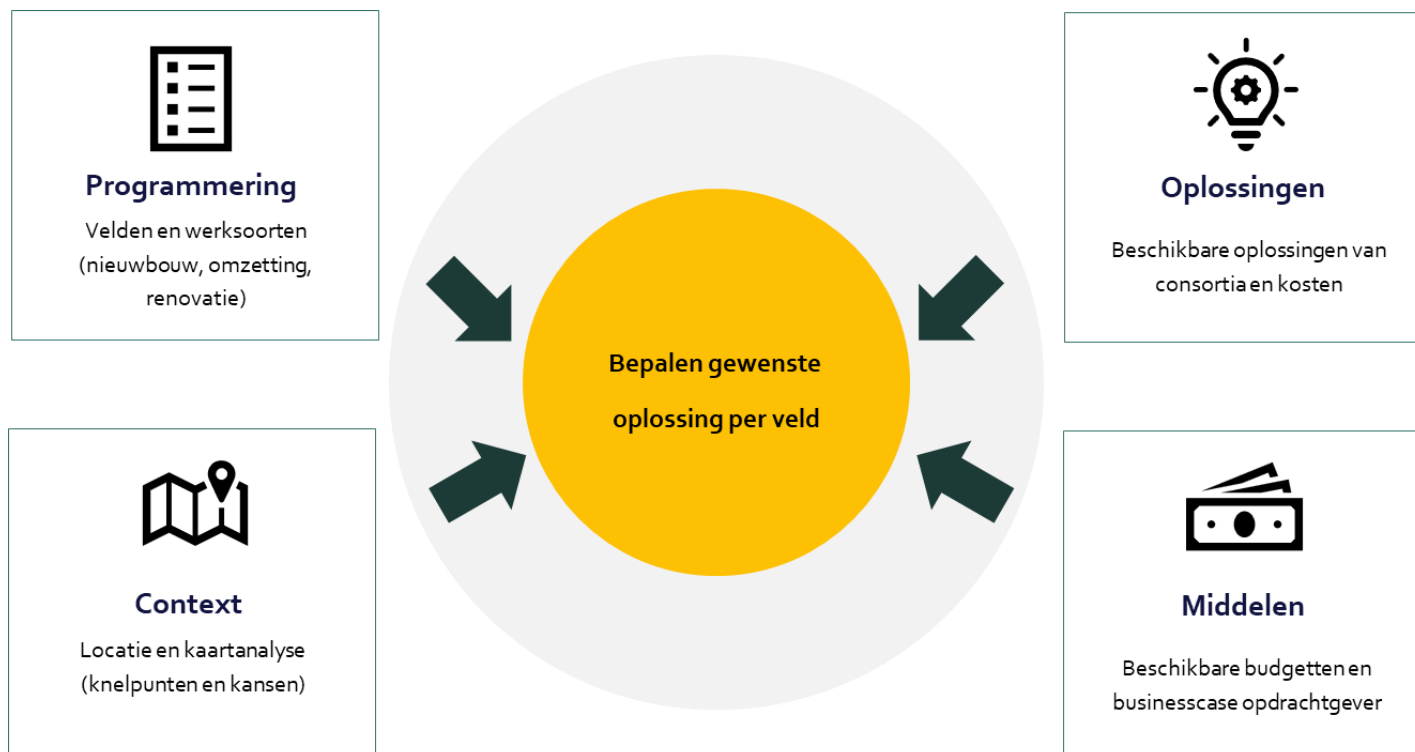 Programmering
Velden en werksoorten
(nieuwbouw, omzetting,
renovatie)
Oplossingen
Beschikbare oplossingen van
consortia en kosten
Bepalen gewenste
oplossing per veld
Context
Locatie en kaartanalyse
(knelpunten en kansen)
Middelen
Beschikbare budgetten en
businesscase opdrachtgever